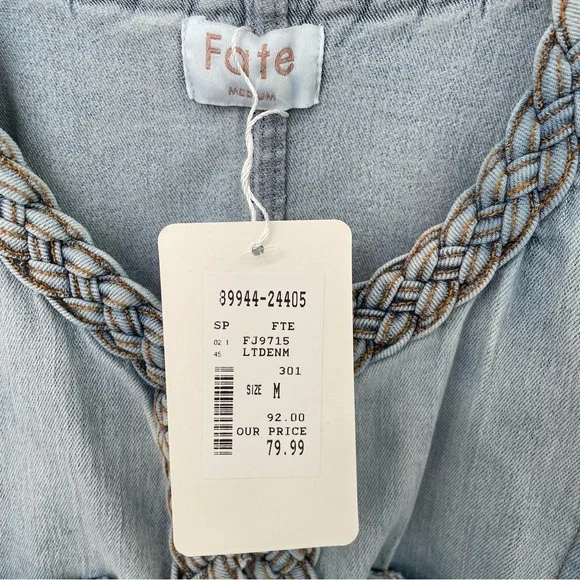 Fate
MEDIUM
89944-24405
SP FTE
02 1 FJ9715
45 LTDENM
301
SIZE M
92.00
OUR PRICE
79.99